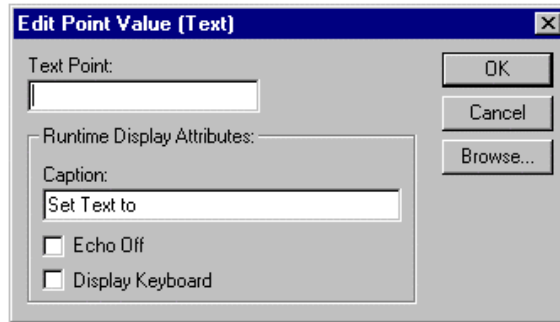 Edit Point Value (Text)
Text Point:
OK
Cancel
Browse...
Runtime Display Attributes:
Caption:
Set Text to
Echo Off
Display Keyboard